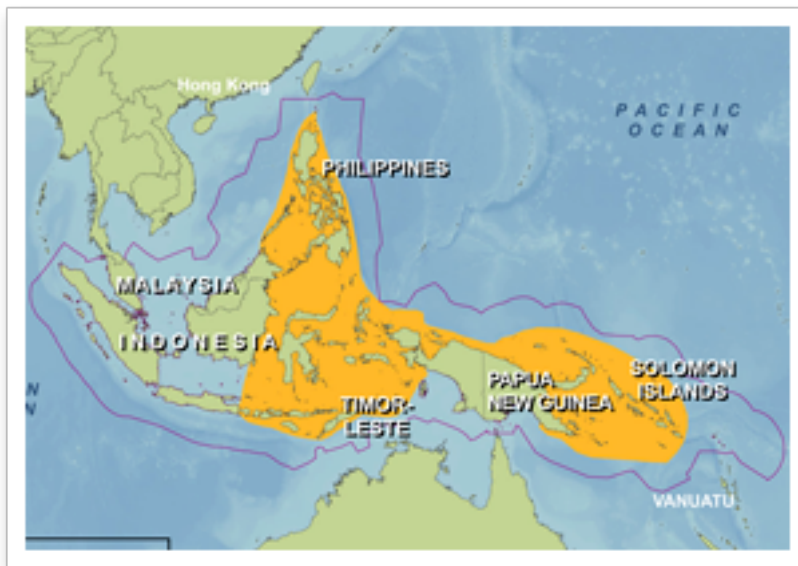 Hong Kong
PACIFIC
OCEAN
PHILIPPINES
MALAYSIA
INDONESIA
PAPUA
NEW GUINEA
SOLOMON
ISLANDS
TIMOR-
LESTE
VANUATU